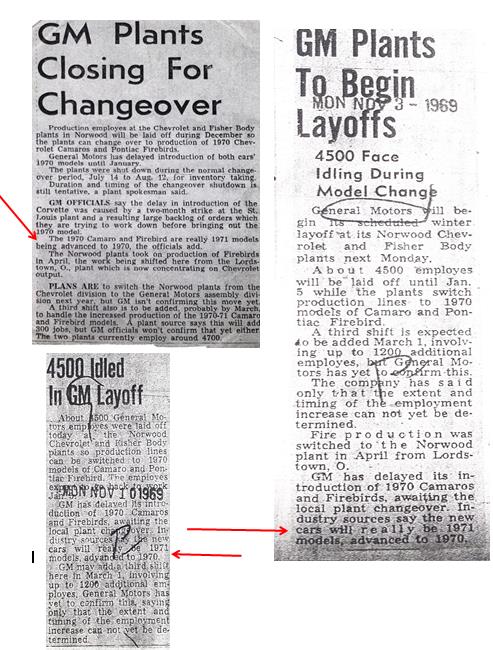 GM Plants
Closing For
Changeover
Production employes at the Chevrolet and Fisher Body
plants in Norwood will be laid off during December so
the plants can change over to production of 1970 Chev-
rolet Camaros and Pontiac Firebirds.
General Motors has delayed introduction of both cars'
1970 models until January.
The plants were shut down during the normal change-
over period, July 14 to Aug. 12, for inventory taking.
Duration and timing of the changeover shutdown is
still tentative, a plant spokesman said.
GM OFFICIALS say the delay in introduction of the
Corvette was caused by a two-month strike at the St.
Louis plant and a resulting large backlog of orders which
they are trying to work down before bringing out the
1970 model.
The 1970 Camaro and Firebird are really 1971 models
being advanced to 1970, the officials add.
The Norwood plants took on production of Firebirds
in April, the work being shifted here from the Lords-
town, O., plant which is now concentrating on Chevrolet
output.
PLANS ARE to switch the Norwood plants from the
Chevrolet division to the General Motors assembly divi-
sion next year, but GM isn't confirming this move yet.
A third shift also is to be added, probably by March,
to handle the increased production of the 1970-71 Camaro
and Firebird models. A plant source says this will add
300 jobs, but GM officials won't confirm that yet either.
The two plants currently employ around 4700.
GM Plants
To Begin
MON NOV 3 - 1969
Layoffs
4500 Face
Idling During
Model Change
General Motors will be-
gin its scheduled winter
layoff at its Norwood Chev-
rolet and Fisher Body
plants next Monday.
About 4500 employes
will be laid off until Jan.
5 while the plants switch
production lines to 1970
models of Camaro and Pon-
tiac Firebird.
A third shift is expected
to be added March 1, involv-
ing up to 1200 additional
employes, but General Mo-
tors has yet to confirm this.
The company has said
only that the extent and
timing of the employment
increase can not yet be de-
termined.
Fire production was
switched to the Norwood
plant in April from Lords-
town, O.
GM has delayed its in-
troduction of 1970 Camaros
and Firebirds, awaiting the
local plant changeover. In-
dustry sources say the new
cars will really be 1971
models, advanced to 1970.
4500 Idled
In GM Layoff
About 4500 General Mo-
tors employes were laid off
today at the Norwood
Chevrolet and Fisher Body
plants so production lines
can be switched to 1970
models of Camaro and Pon-
tiac Firebird. The employes
go back to work
MON NOV 10 1969
GM has delayed its intro-
duction of 1970 Camaros
and Firebirds, awaiting the
local plant changeover. In-
dustry sources say the new
cars will really be 1971
models, advanced to 1970.
GM may add a third shift
here in March 1, involving
up to 1200 additional em-
ployes, General Motors has
yet to confirm this, saying
only that the extent and
timing of the employment
increase can not yet be de-
termined.